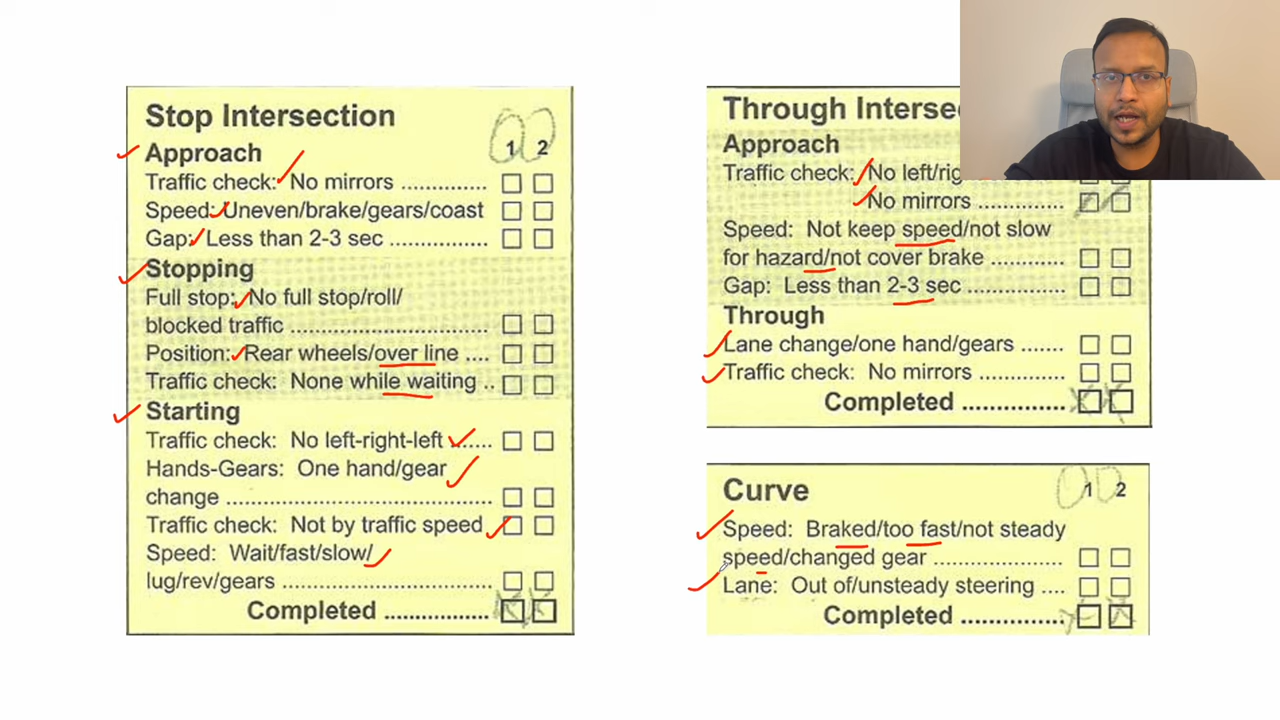 Stop Intersection
1 2
Approach
Traffic check: No mirrors ..............
Speed: Uneven/brake/gears/coast
Gap: Less than 2-3 sec ................
Stopping
Full stop: No full stop/roll/
blocked traffic ................................
Position: Rear wheels/over line ....
Traffic check: None while waiting ..
Starting
Traffic check: No left-right-left .......
Hands-Gears: One hand/gear
change ..........................................
Traffic check: Not by traffic speed
Speed: Wait/fast/slow/
lug/rev/gears .................................
Completed .................
Through
Approach
Traffic check: No
No mirrors ..............
Speed: Not keep speed/not slow
for hazard/not cover brake ...........
Gap: Less than 2-3 sec ...............
Through
Lane change/one hand/gears .......
Traffic check: No mirrors ..............
Completed .................
Curve
1 2
Speed: Braked/too fast/not steady
speed/changed gear .....................
Lane: Out of/unsteady steering ....
Completed .................